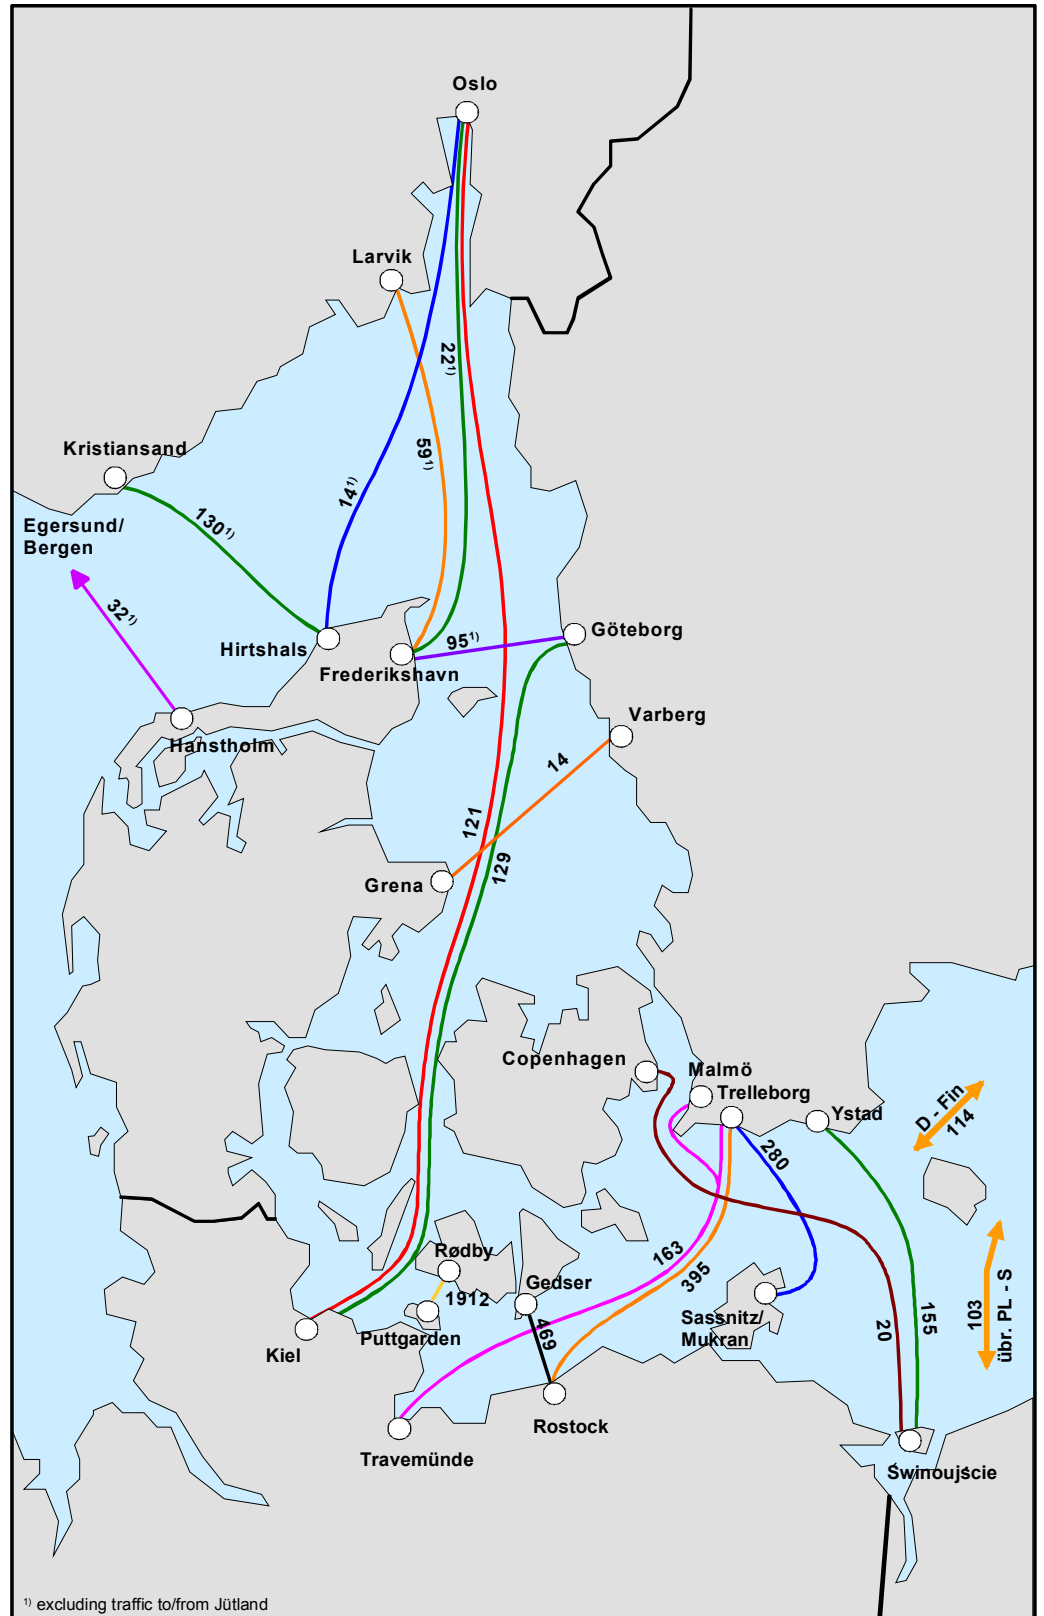 Oslo
Larvik
22¹⁾
59¹⁾
Kristiansand
14¹⁾
130¹⁾
Egersund/
Bergen
32¹⁾
Hirtshals
95¹⁾
Göteborg
Frederikshavn
Varberg
Hanstholm
14
121
129
Grena
Copenhagen
Malmö
Trelleborg
Ystad
D - Fin
114
280
163
Rødby
395
Gedser
1912
Sassnitz/
Mukran
Puttgarden
469
20
155
103
übr. PL - S
Kiel
Rostock
Travemünde
Świnoujście
¹⁾ excluding traffic to/from Jütland